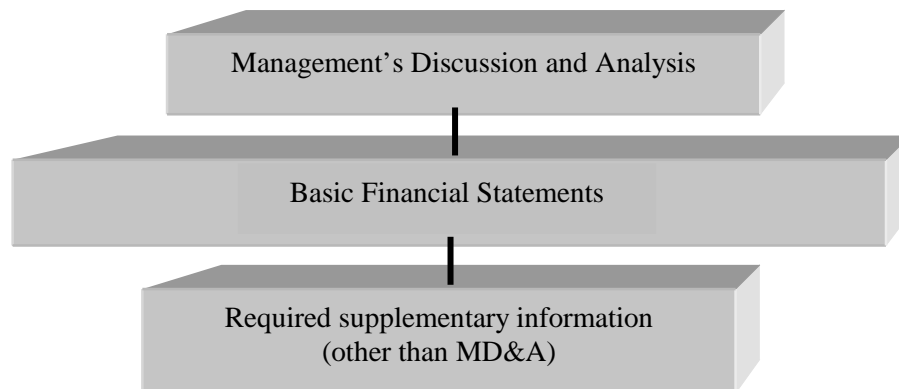 Management’s Discussion and Analysis
Basic Financial Statements
Required supplementary information
(other than MD&A)